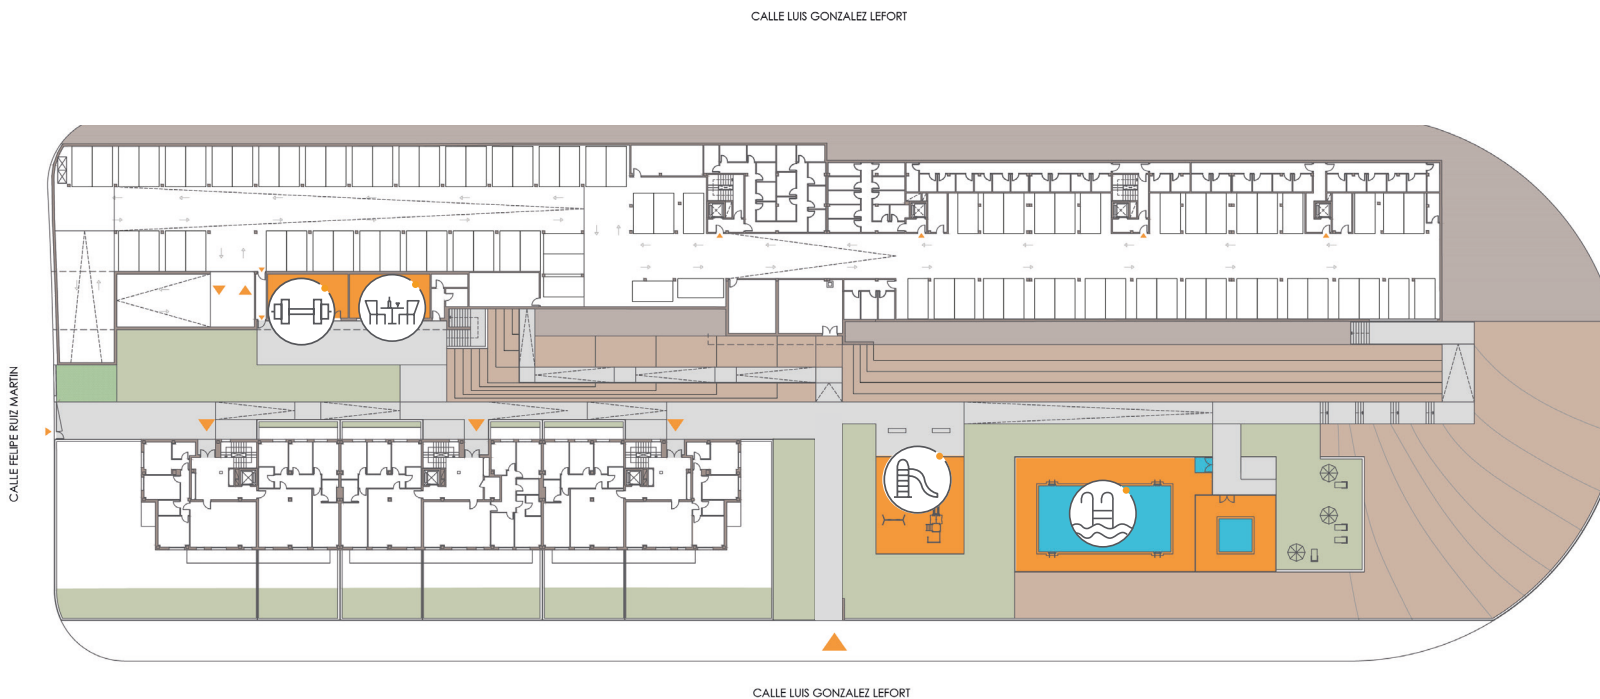 CALLE LUIS GONZALEZ LEFORT
CALLE FELIPE RUIZ MARTIN
CALLE LUIS GONZALEZ LEFORT